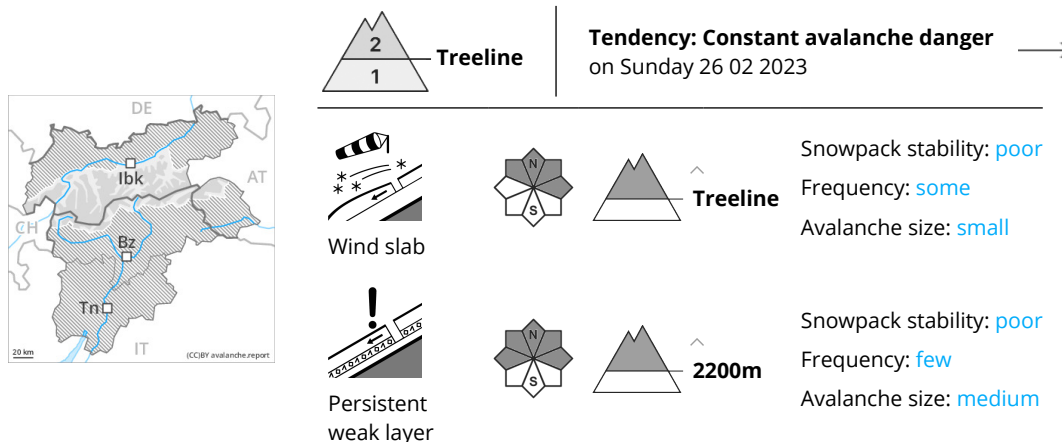 2
1
Treeline
Tendency: Constant avalanche danger
on Sunday 26 02 2023
DE
Ibk
AT
CH
Bz
Tn
IT
20 km
(CC)BY avalanche.report
Wind slab
N
S
Treeline
Snowpack stability: poor
Frequency: some
Avalanche size: small
Persistent
weak layer
N
S
2200m
Snowpack stability: poor
Frequency: few
Avalanche size: medium